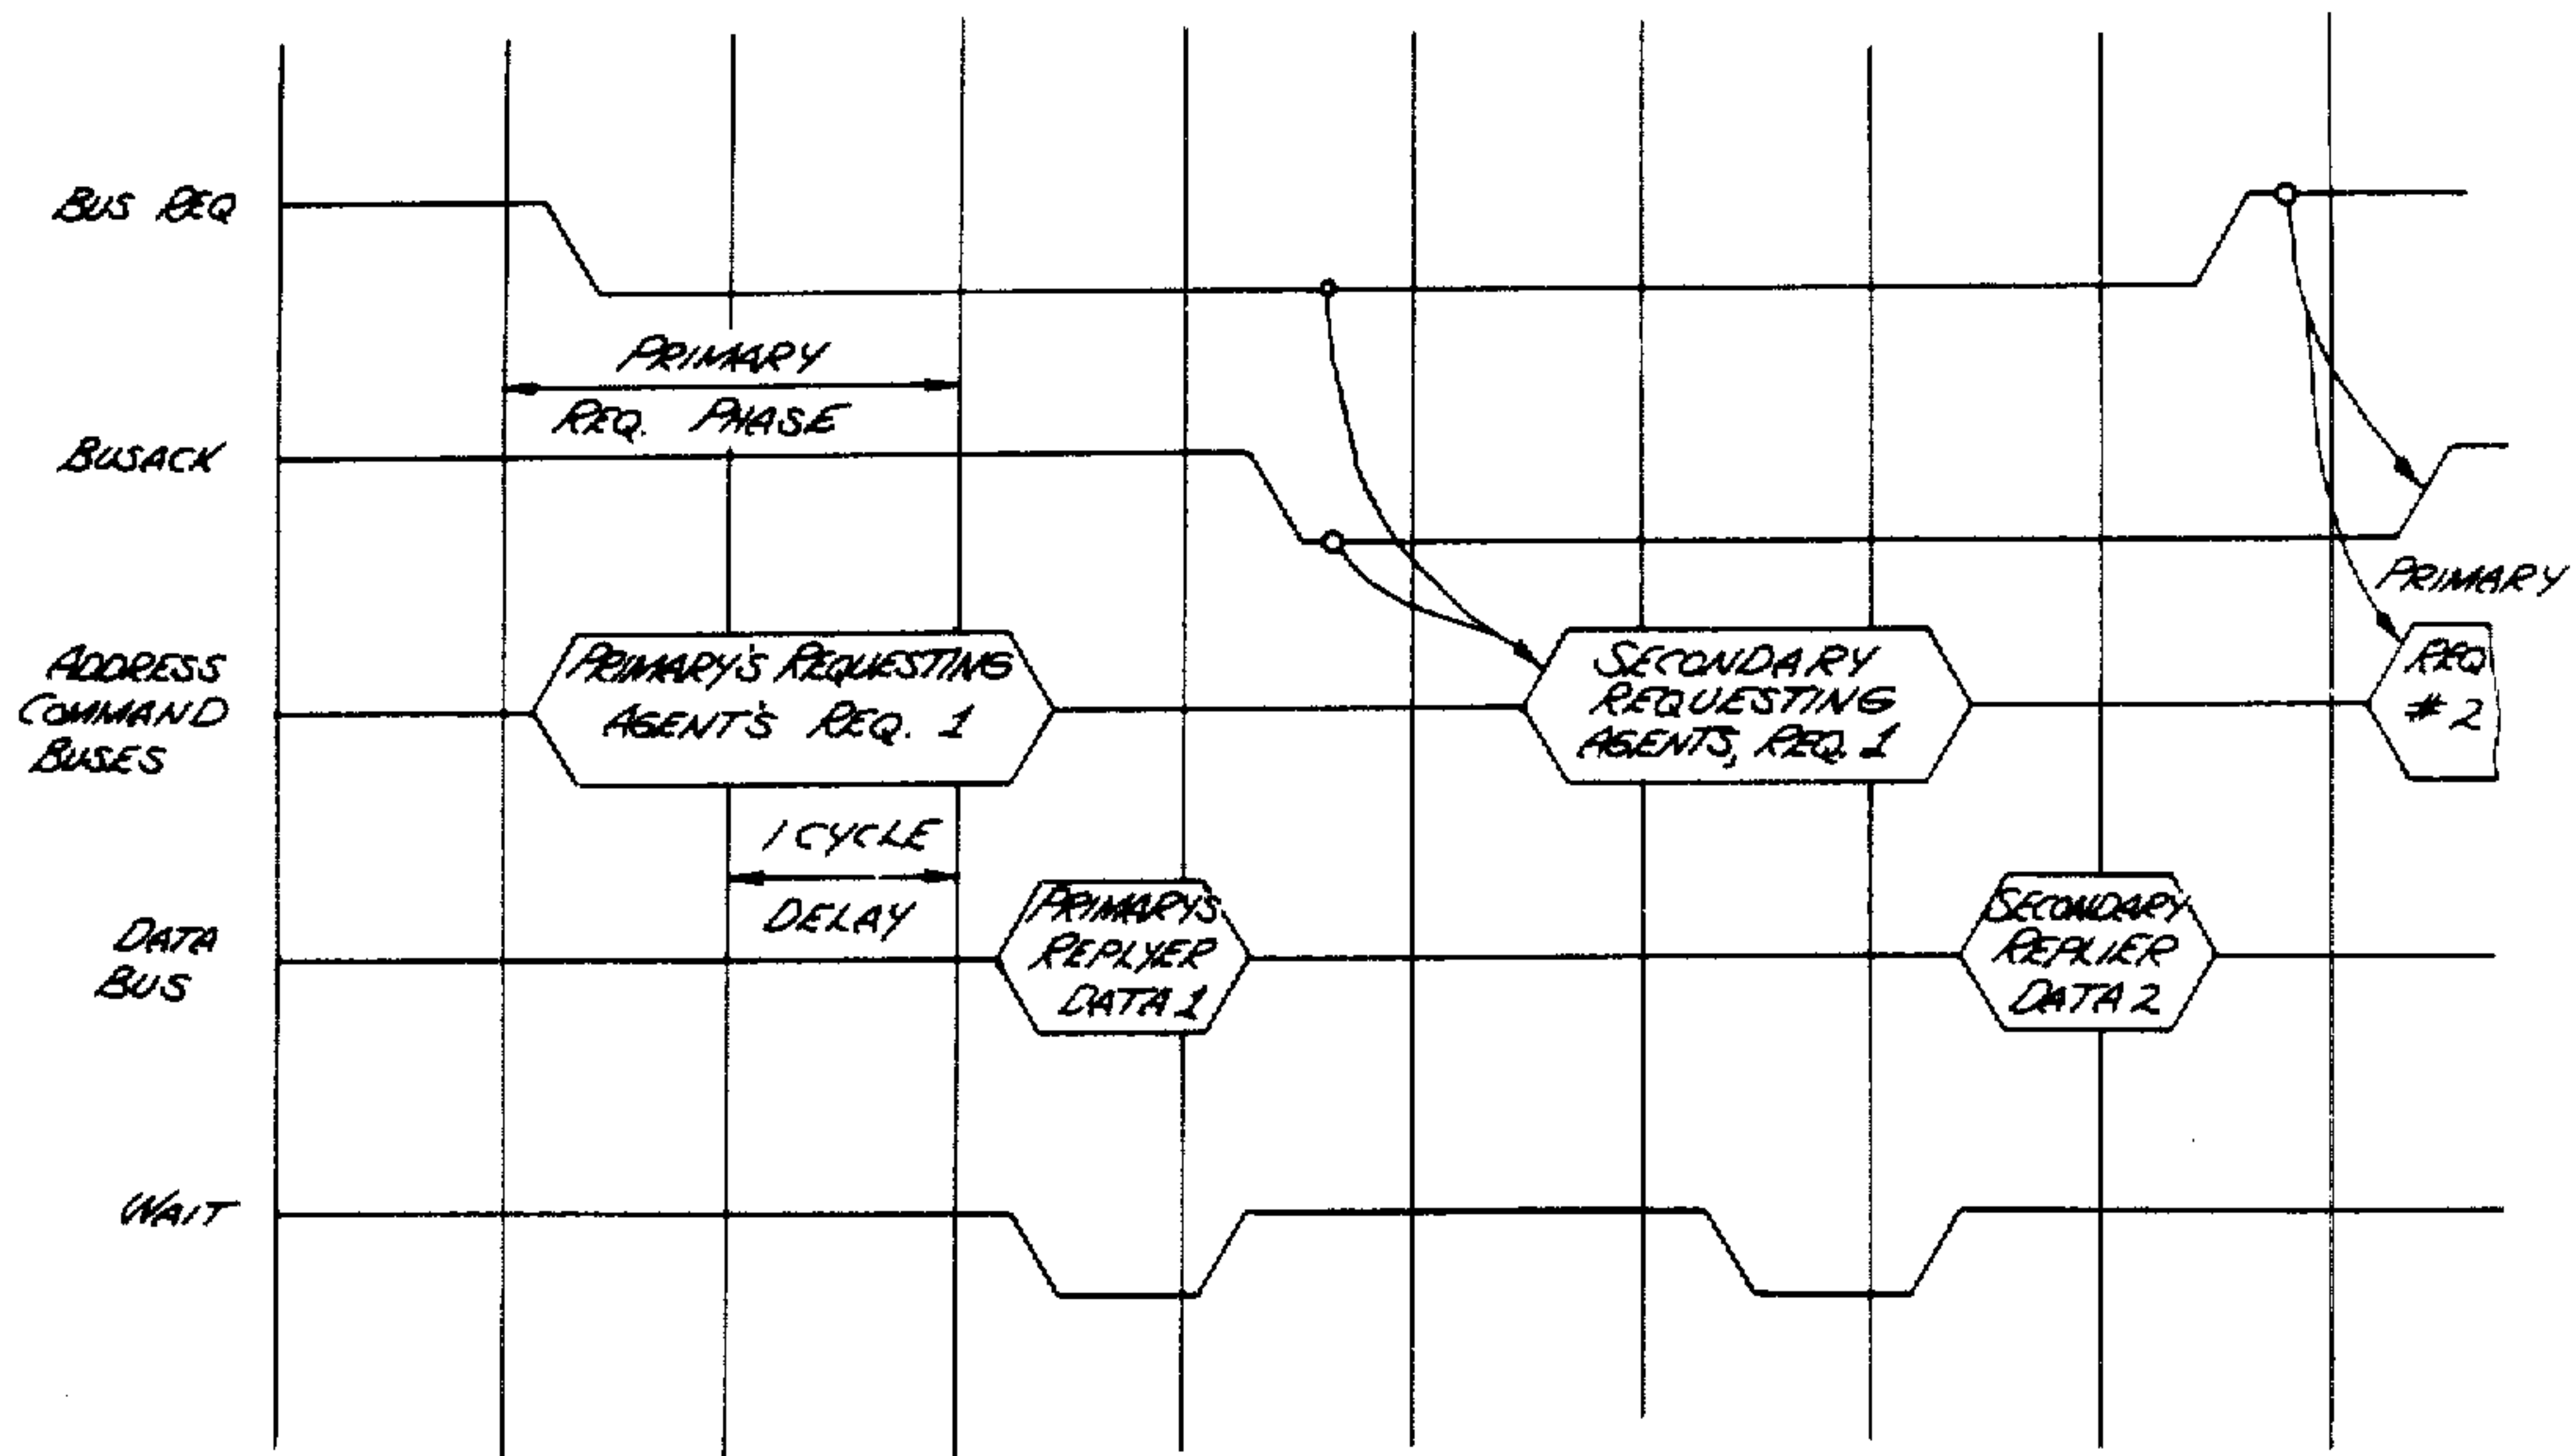 BUS REQ
PRIMARY
REQ. PHASE
BUSACK
PRIMARY
ADDRESS
COMMAND
BUSES
PRIMARY'S REQUESTING
AGENT'S REQ. 1
SECONDARY
REQUESTING
AGENTS, REQ. 1
REQ
# 2
1 CYCLE
DELAY
DATA
BUS
PRIMARYS
REPLYER
DATA 1
SECONDARY
REPLIER
DATA 2
WAIT